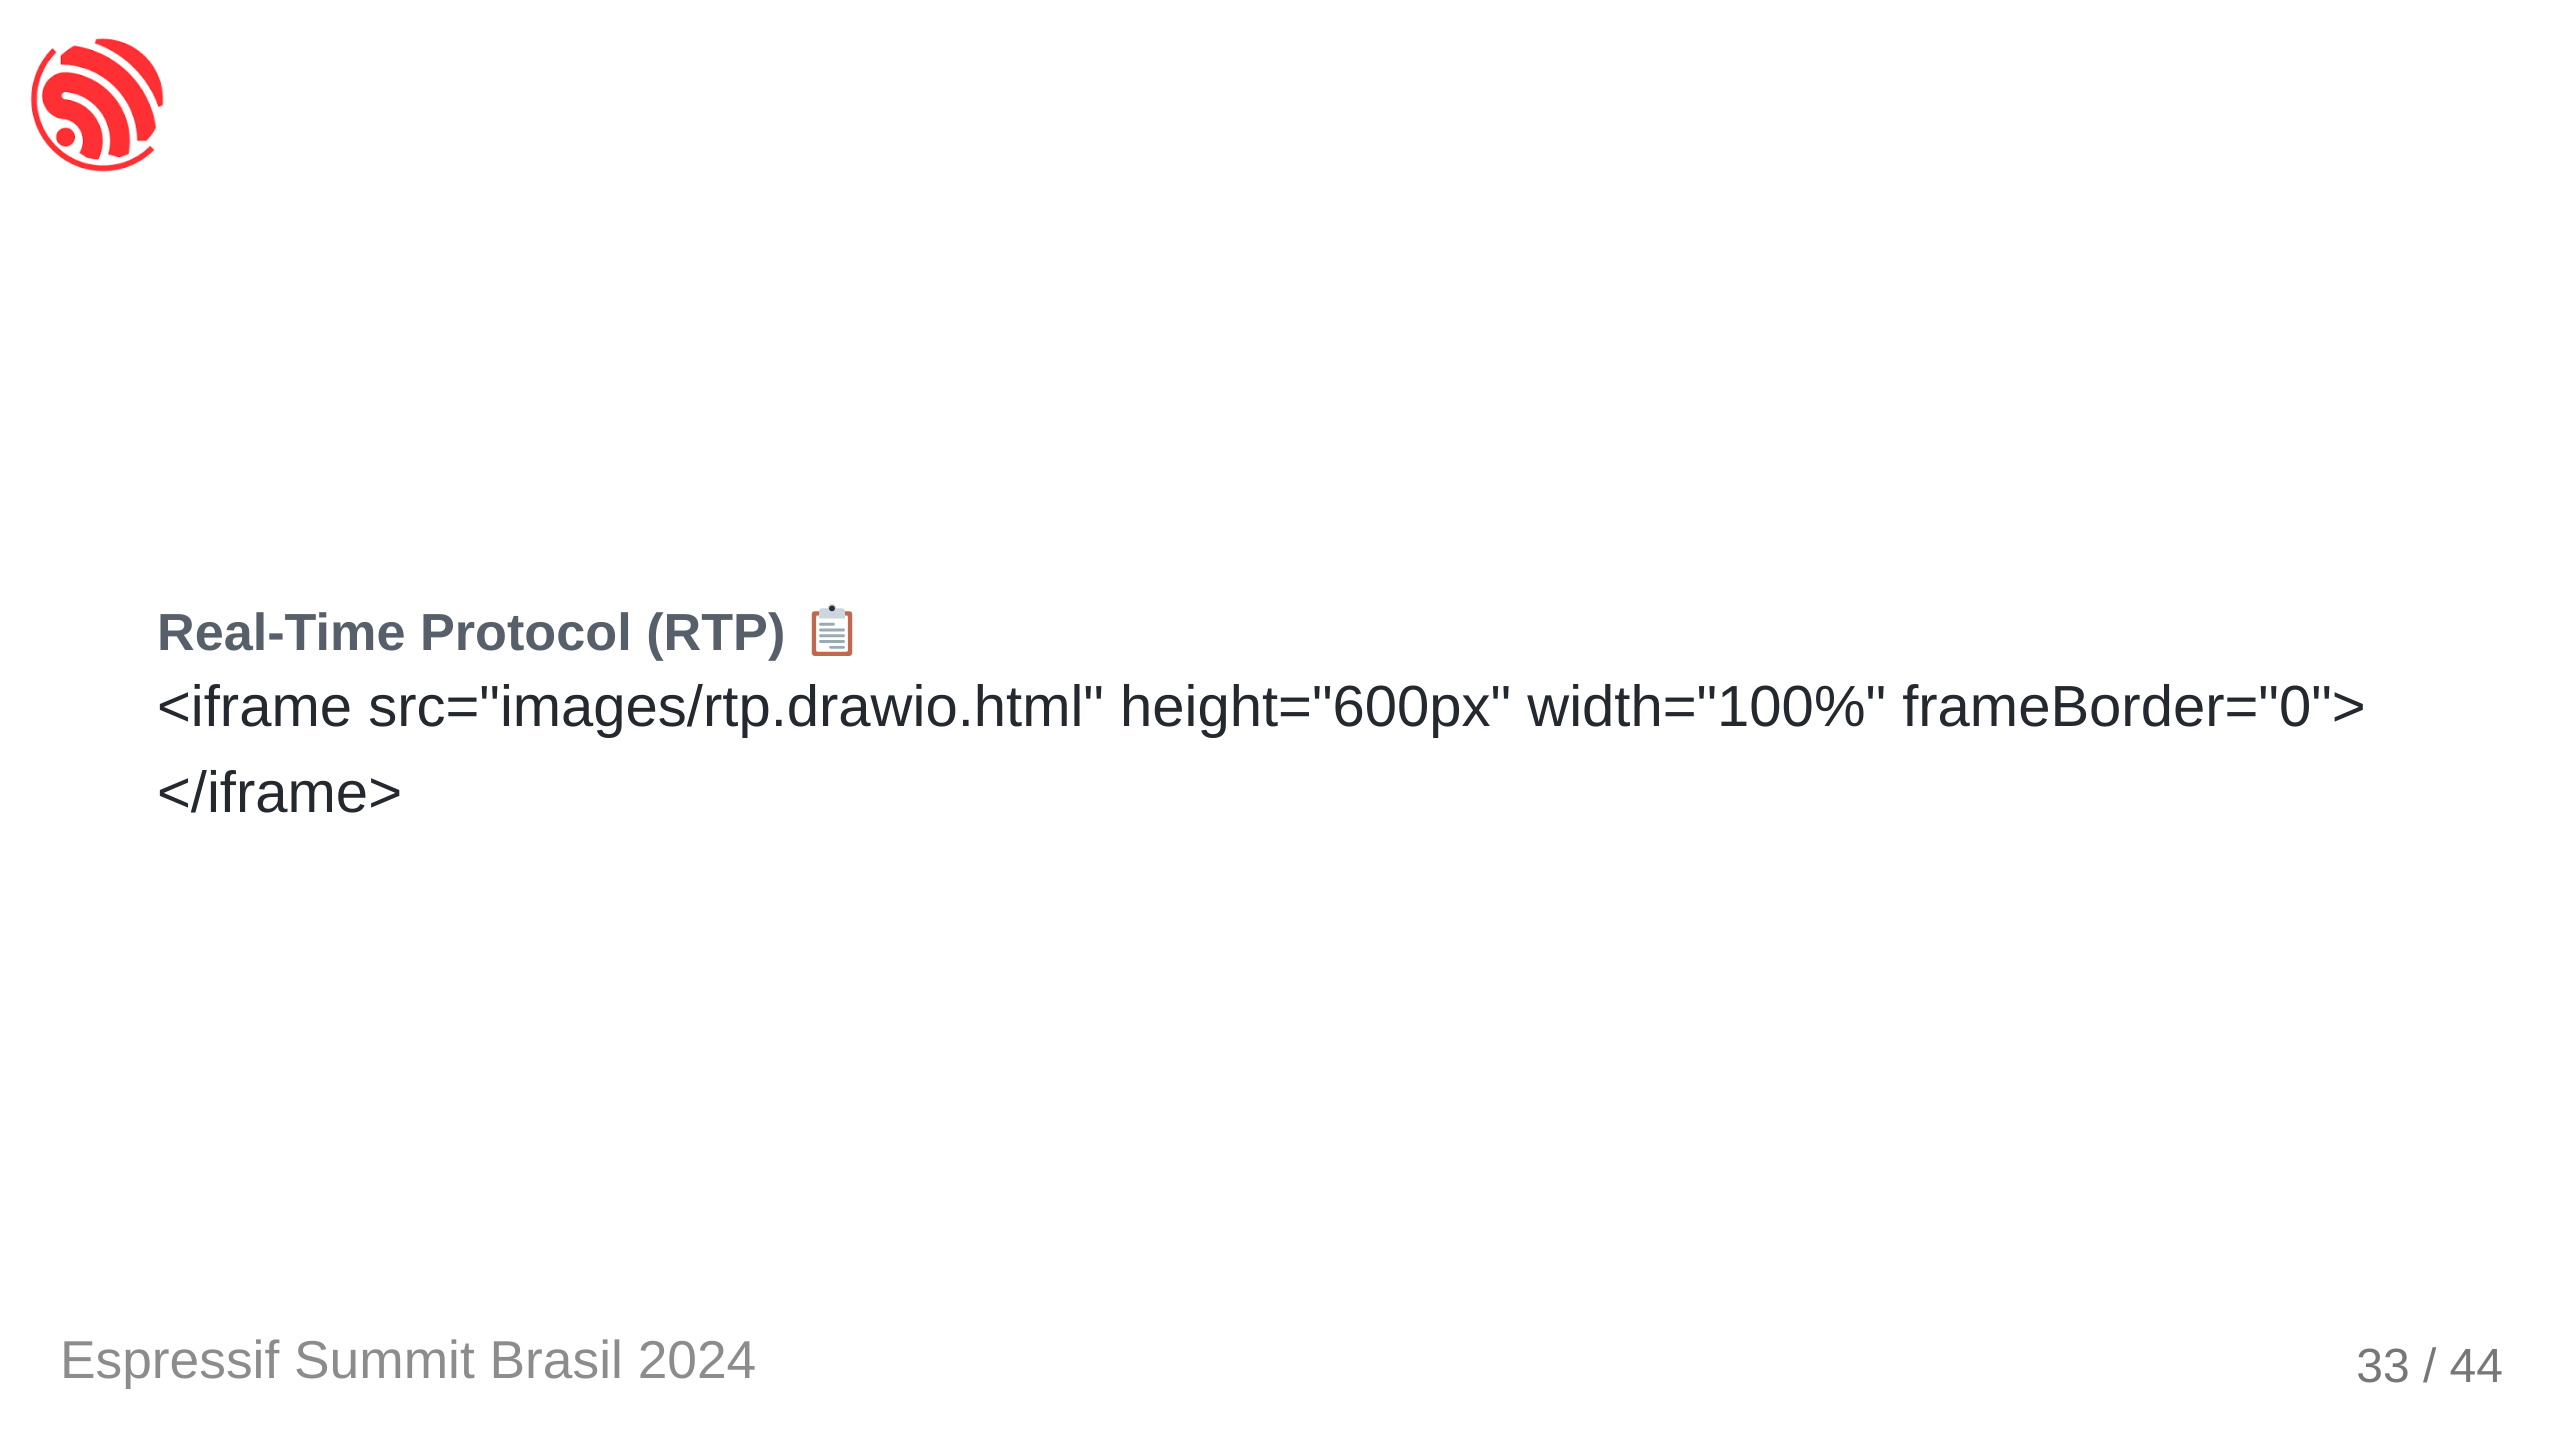 Real-Time Protocol (RTP) 📋
<iframe src="images/rtp.drawio.html" height="600px" width="100%" frameBorder="0">
</iframe>
Espressif Summit Brasil 2024
33 / 44